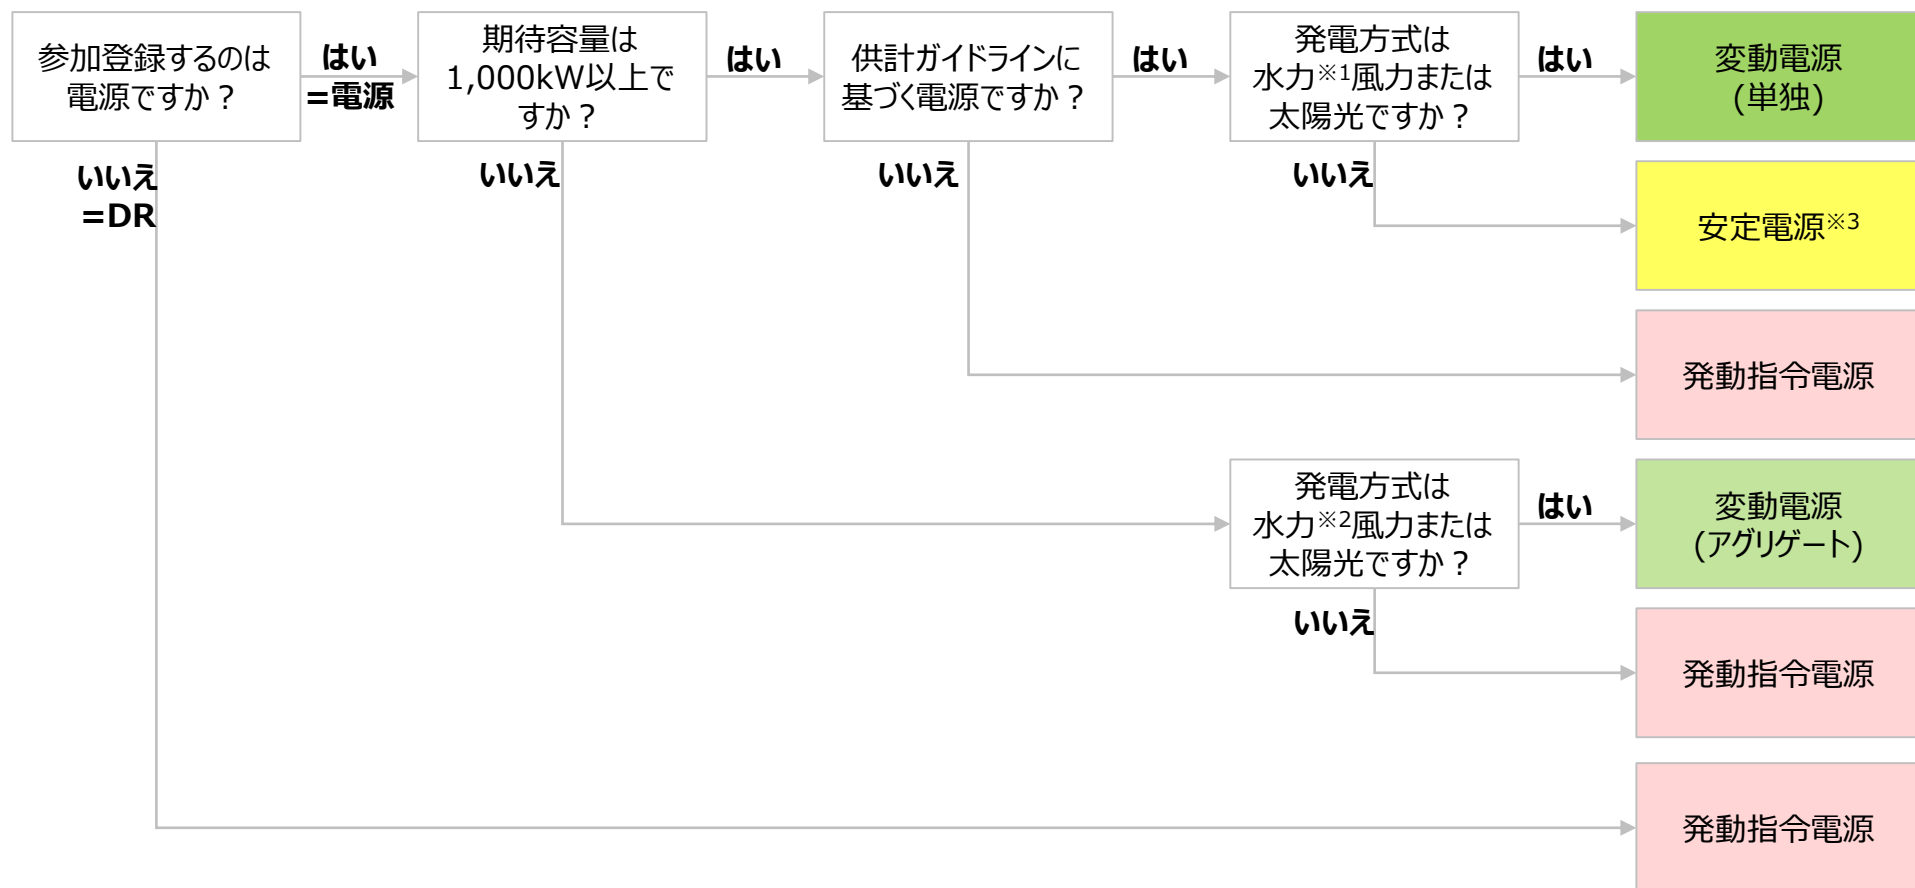 参加登録するのは
電源ですか？
はい
=電源
期待容量は
1,000kW以上で
すか？
はい
供計ガイドラインに
基づく電源ですか？
はい
発電方式は
水力※1風力または
太陽光ですか？
はい
変動電源
(単独)
いいえ
=DR
いいえ
いいえ
いいえ
安定電源※3
発動指令電源
発電方式は
水力※2風力または
太陽光ですか？
はい
変動電源
(アグリゲート)
いいえ
発動指令電源
発動指令電源